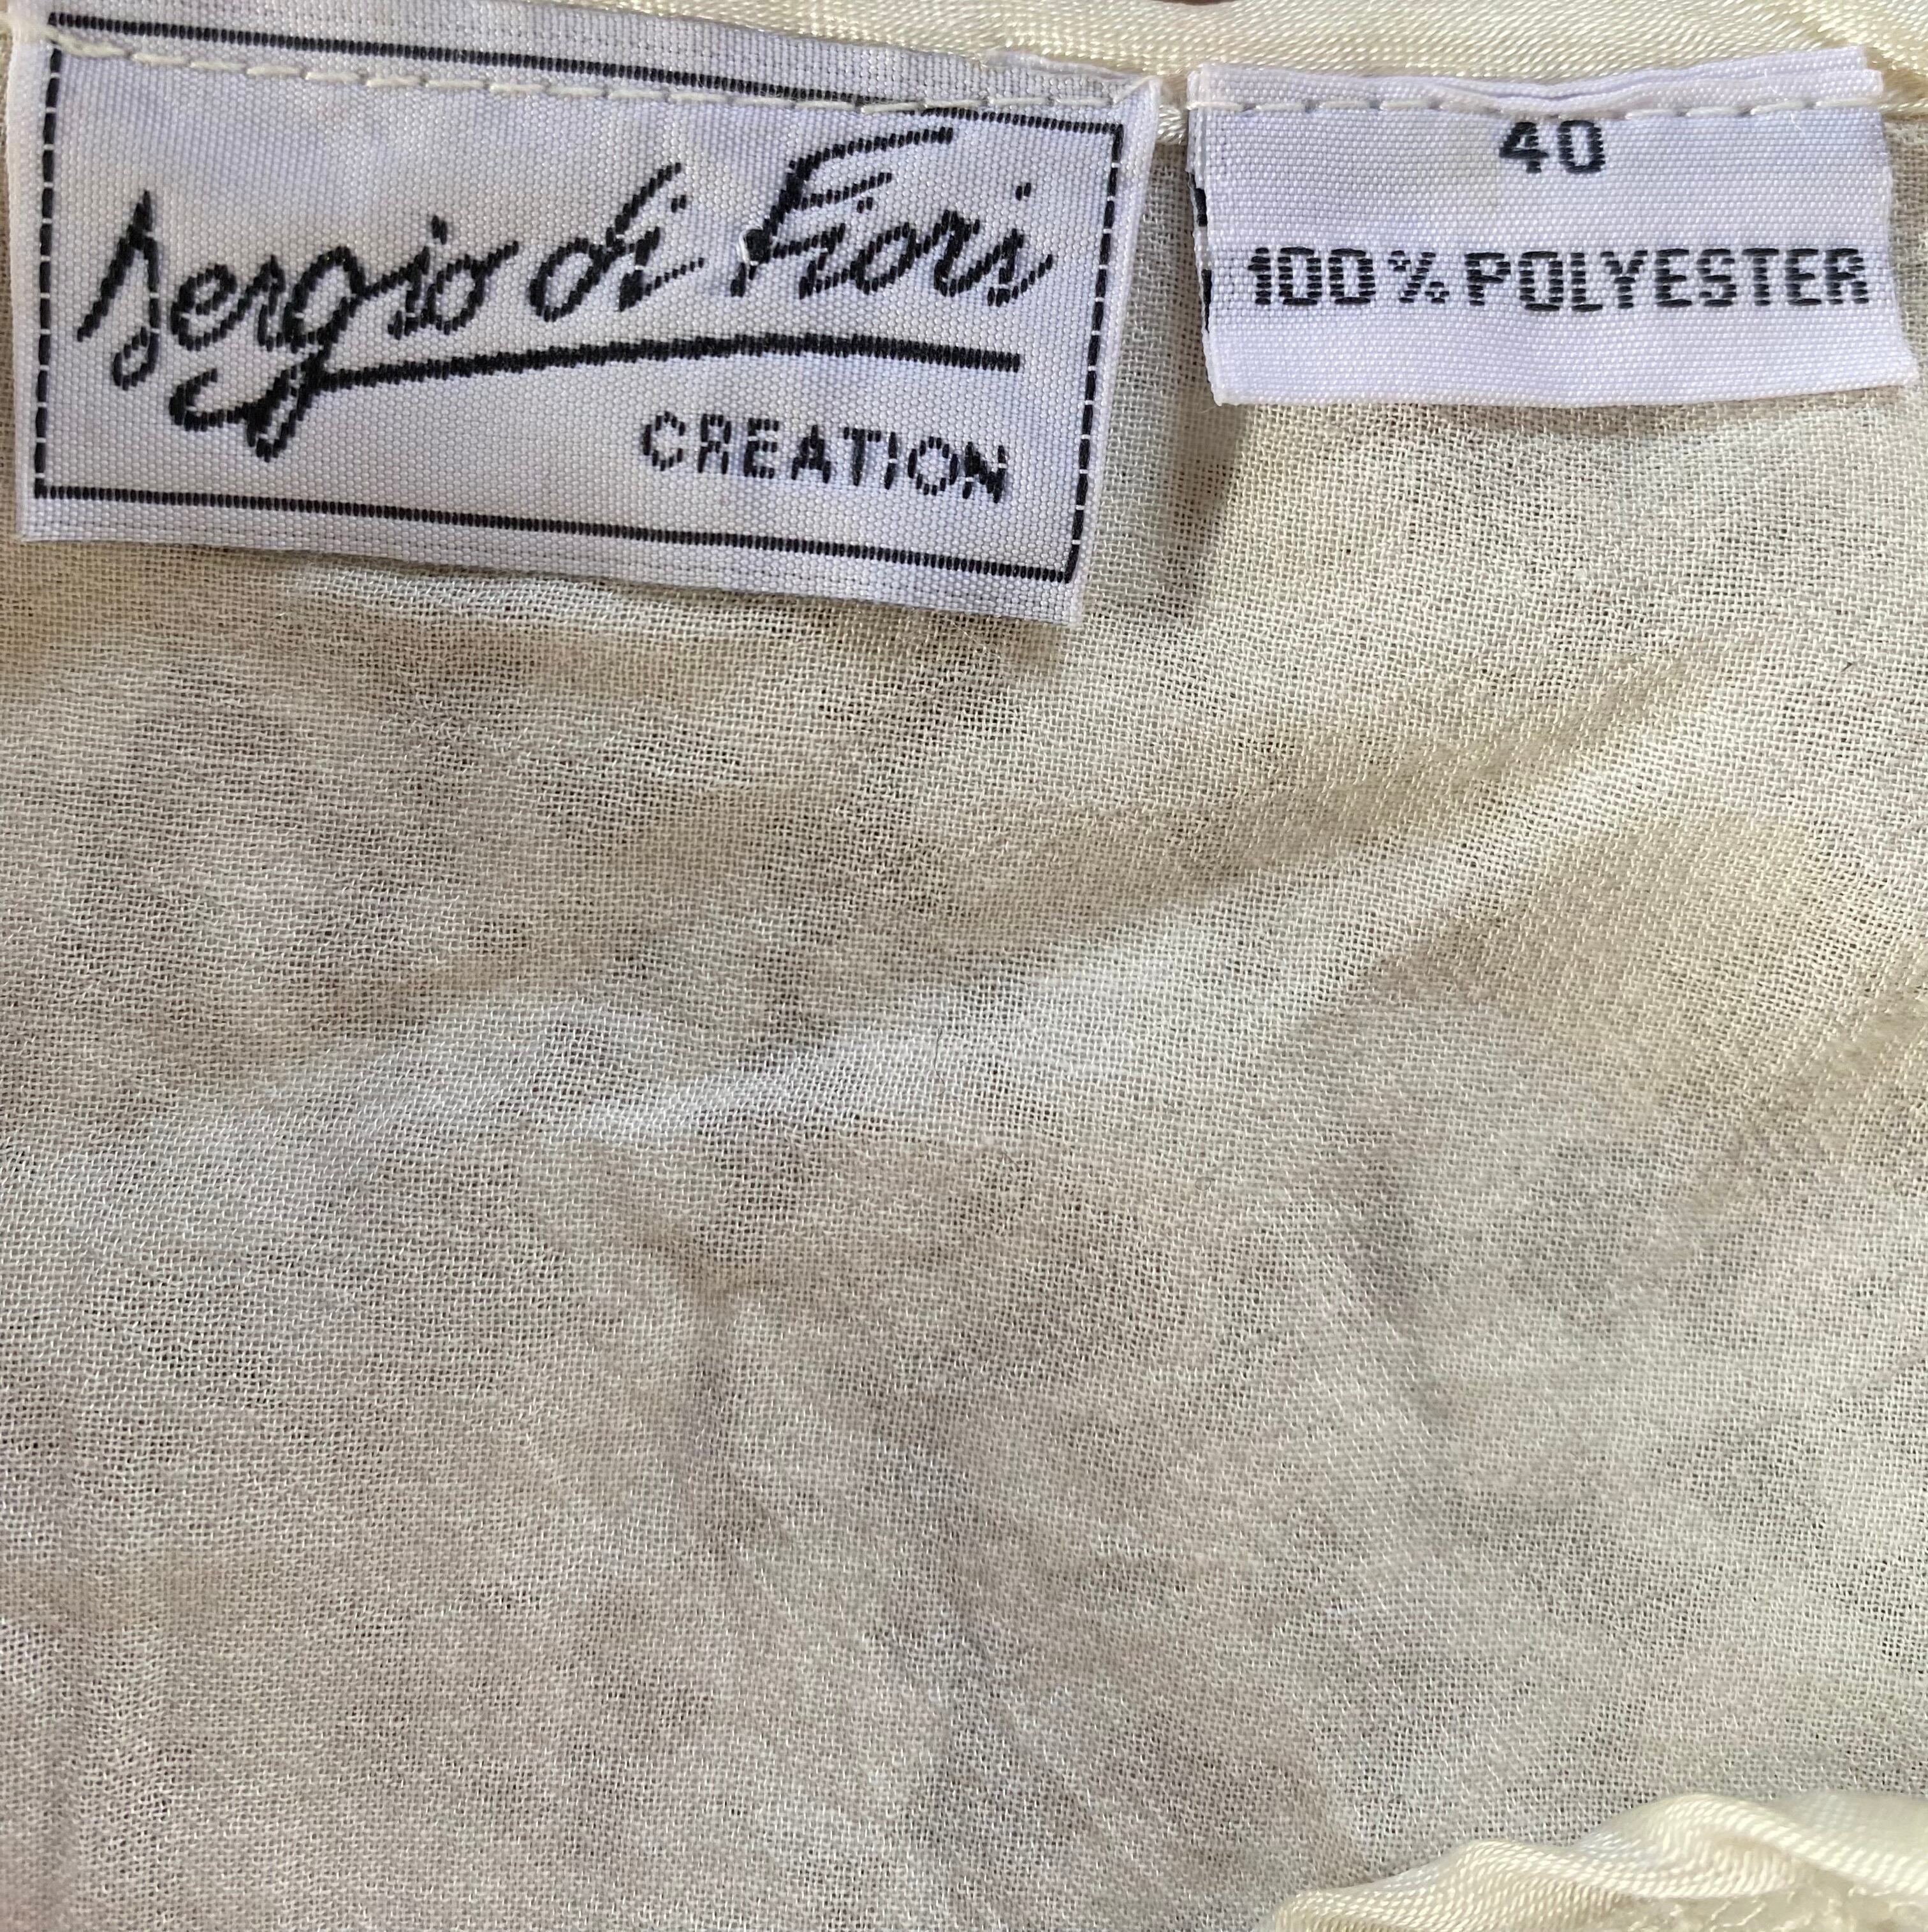 Sergio di Fiori
CREATION
40
100% POLYESTER